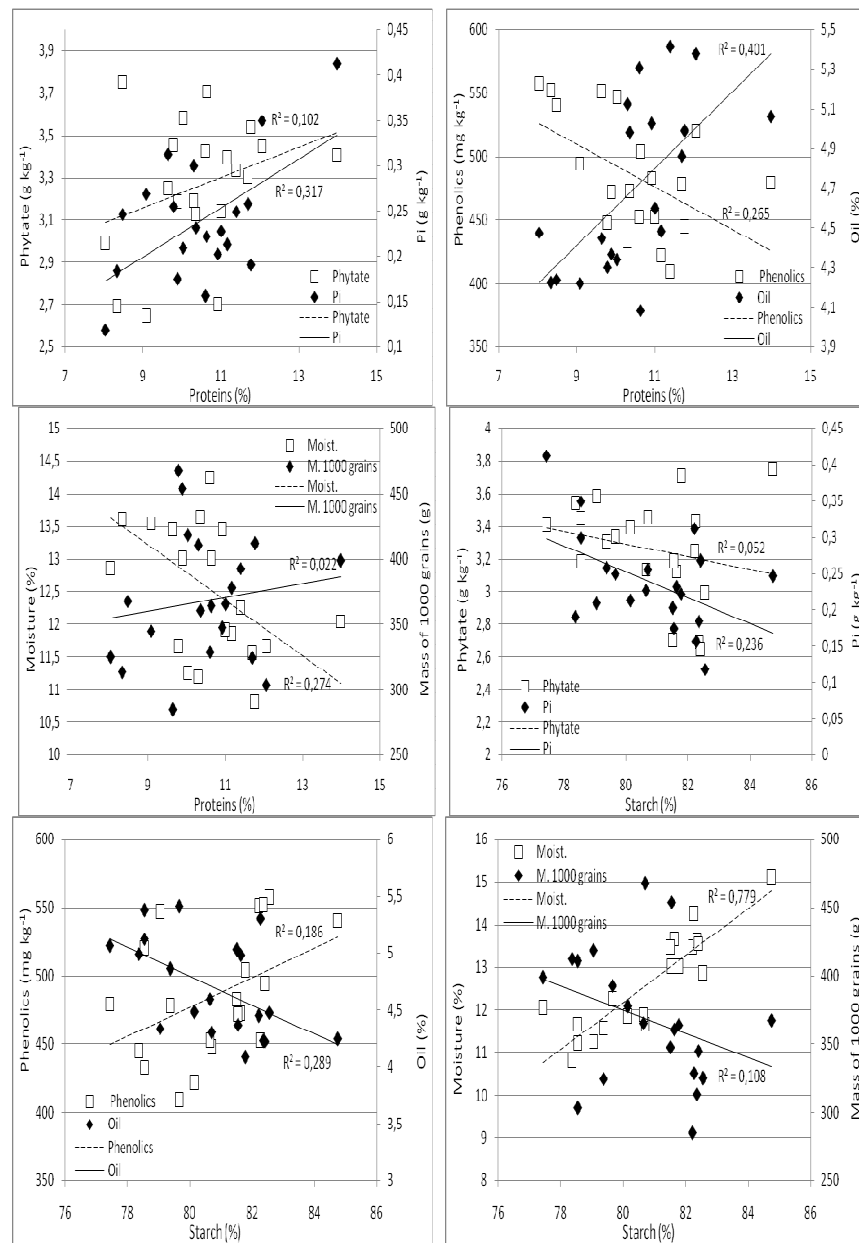 Phytate (g kg⁻¹)
3,9
3,7
3,5
3,3
3,1
2,9
2,7
2,5
R² = 0,102
R² = 0,317
Phytate
Pi
Phytate
Pi
0,45
0,4
0,35
0,3
0,25
0,2
0,15
0,1
Pi (g kg⁻¹)
7 9 11 13 15
Proteins (%)
Phenolics (mg kg⁻¹)
600
550
500
450
400
350
R² = 0,401
R² = 0,265
Phenolics
Oil
Phenolics
Oil
5,5
5,3
5,1
4,9
4,7
4,5
4,3
4,1
3,9
Oil (%)
7 9 11 13 15
Proteins (%)
Moisture (%)
15
14,5
14
13,5
13
12,5
12
11,5
11
10,5
10
Moist.
M. 1000 grains
Moist.
M. 1000 grains
R² = 0,022
R² = 0,274
500
450
400
350
300
250
Mass of 1000 grains (g)
7 9 11 13 15
Proteins (%)
Phytate (g kg⁻¹)
4
3,8
3,6
3,4
3,2
3
2,8
2,6
2,4
2,2
2
R² = 0,052
R² = 0,236
Phytate
Pi
Phytate
Pi
0,45
0,4
0,35
0,3
0,25
0,2
0,15
0,1
0,05
0
Pi (g kg⁻¹)
76 78 80 82 84 86
Starch (%)
Phenolics (mg kg⁻¹)
600
550
500
450
400
350
R² = 0,186
R² = 0,289
Phenolics
Oil
Phenolics
Oil
6
5,5
5
4,5
4
3,5
3
Oil (%)
76 78 80 82 84 86
Starch (%)
Moisture (%)
16
15
14
13
12
11
10
9
8
Moist.
M. 1000 grains
Moist.
M. 1000 grains
R² = 0,779
R² = 0,108
500
450
400
350
300
250
Mass of 1000 grains (g)
76 78 80 82 84 86
Starch (%)